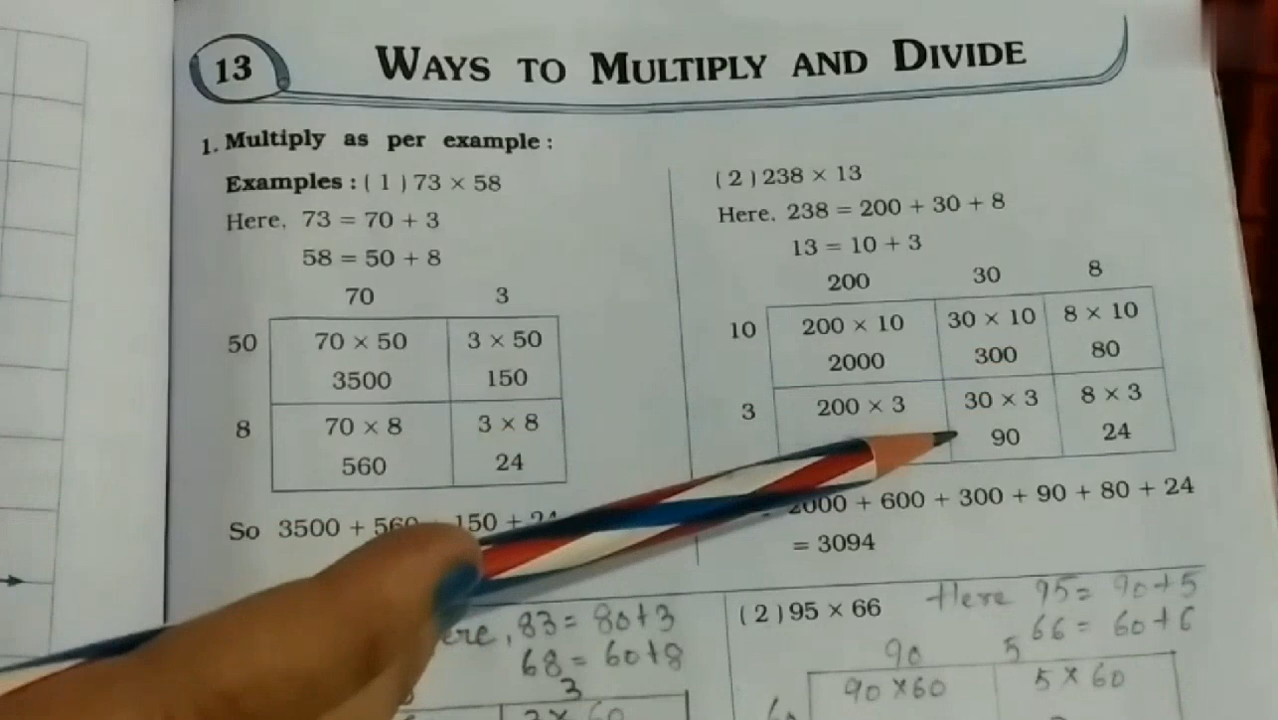 13 WAYS TO MULTIPLY AND DIVIDE
1. Multiply as per example :
Examples : ( 1 ) 73 × 58
Here, 73 = 70 + 3
58 = 50 + 8
70 3
50 70 × 50 3 × 50
3500 150
8 70 × 8 3 × 8
560 24
So 3500 + 560 150 + 24
( 2 ) 238 × 13
Here, 238 = 200 + 30 + 8
13 = 10 + 3
200 30 8
10 200 × 10 30 × 10 8 × 10
2000 300 80
3 200 × 3 30 × 3 8 × 3
90 24
2000 + 600 + 300 + 90 + 80 + 24
= 3094
83 = 80+3
68 = 60+8
3
( 2 ) 95 × 66 Here 95 = 90+5
66 = 60+6
90 5
90 × 60 5 × 60